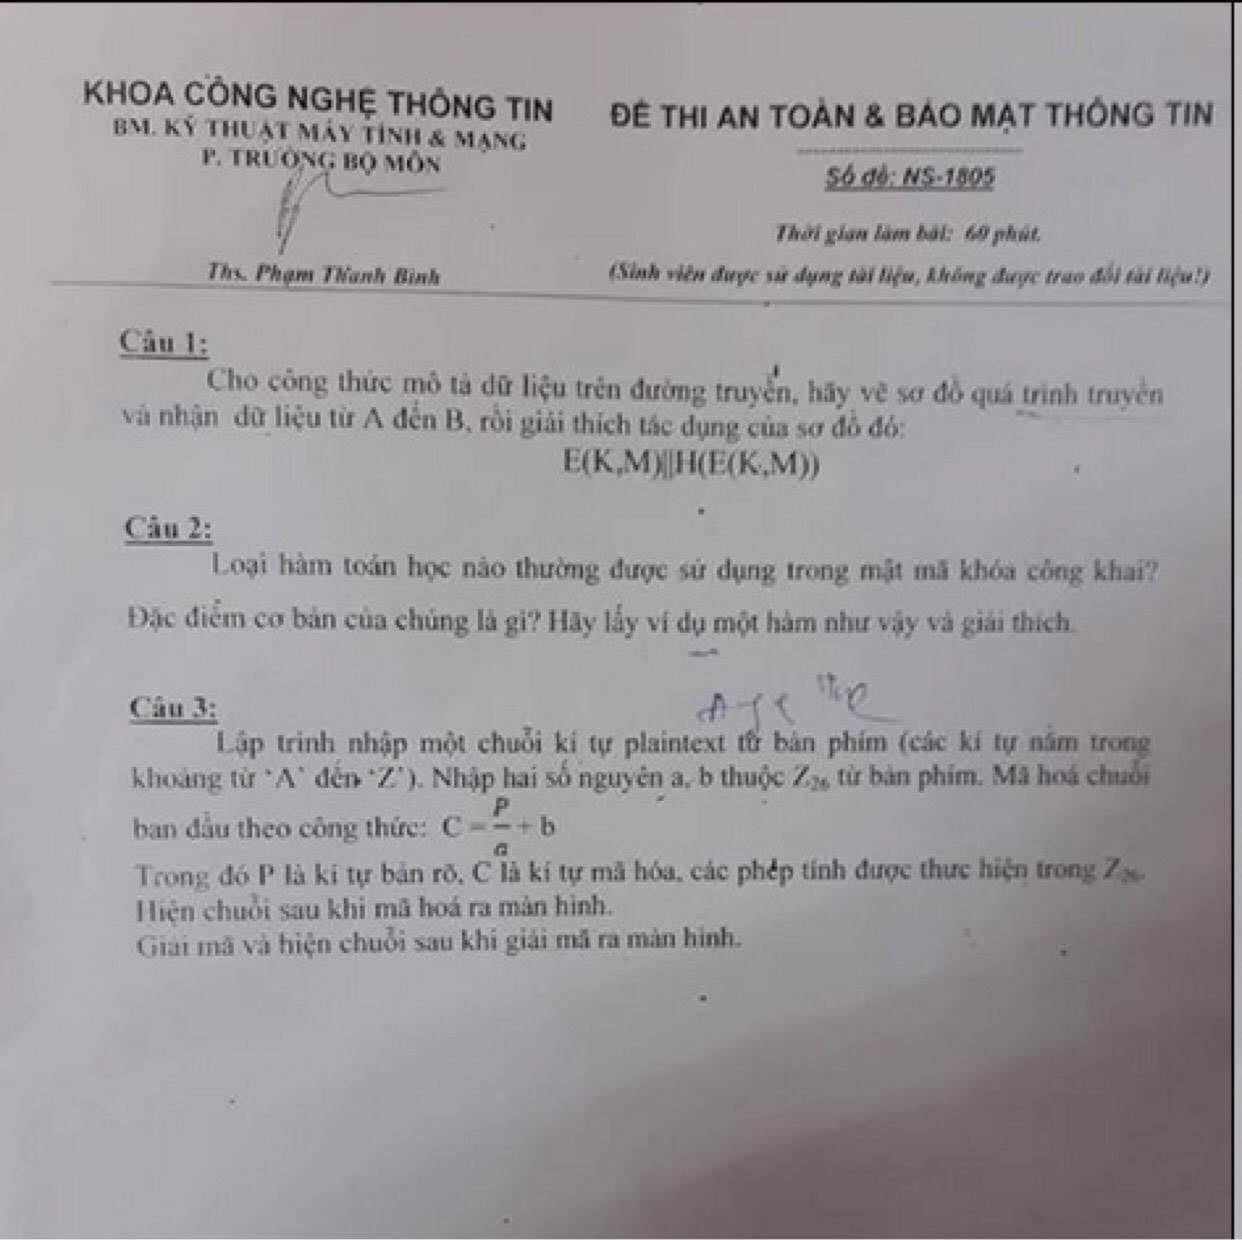 KHOA CÔNG NGHỆ THÔNG TIN
BM. KỸ THUẬT MÁY TÍNH & MẠNG
P. TRƯỞNG BỘ MÔN
Ths. Phạm Thanh Bình
ĐỀ THI AN TOÀN & BẢO MẬT THÔNG TIN
Số đề: NS-1805
Thời gian làm bài: 60 phút.
(Sinh viên được sử dụng tài liệu, không được trao đổi tài liệu!)
Câu 1:
Cho công thức mô tả dữ liệu trên đường truyền, hãy vẽ sơ đồ quá trình truyền
và nhận dữ liệu từ A đến B, rồi giải thích tác dụng của sơ đồ đó:
E(K,M)||H(E(K,M))
Câu 2:
Loại hàm toán học nào thường được sử dụng trong mật mã khóa công khai?
Đặc điểm cơ bản của chúng là gì? Hãy lấy ví dụ một hàm như vậy và giải thích.
Câu 3:
Lập trình nhập một chuỗi kí tự plaintext từ bàn phím (các kí tự nằm trong
khoảng từ 'A' đến 'Z'). Nhập hai số nguyên a, b thuộc Z₂₆ từ bàn phím. Mã hoá chuỗi
ban đầu theo công thức: C = P/a + b
Trong đó P là kí tự bản rõ, C là kí tự mã hóa, các phép tính được thực hiện trong Z₂₆.
Hiện chuỗi sau khi mã hoá ra màn hình.
Giải mã và hiện chuỗi sau khi giải mã ra màn hình.